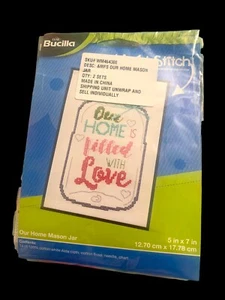 Bucilla
Stitch
SKU# WM46430E
DESC: AMFS OUR HOME MASON
JAR
QTY: 2 SETS
MADE IN CHINA
SHIPPING UNIT UNWRAP AND
SELL INDIVIDUALLY
Our
HOME
is
filled
WITH
Love
Our Home Mason Jar
5 in x 7 in
12.70 cm x 17.78 cm